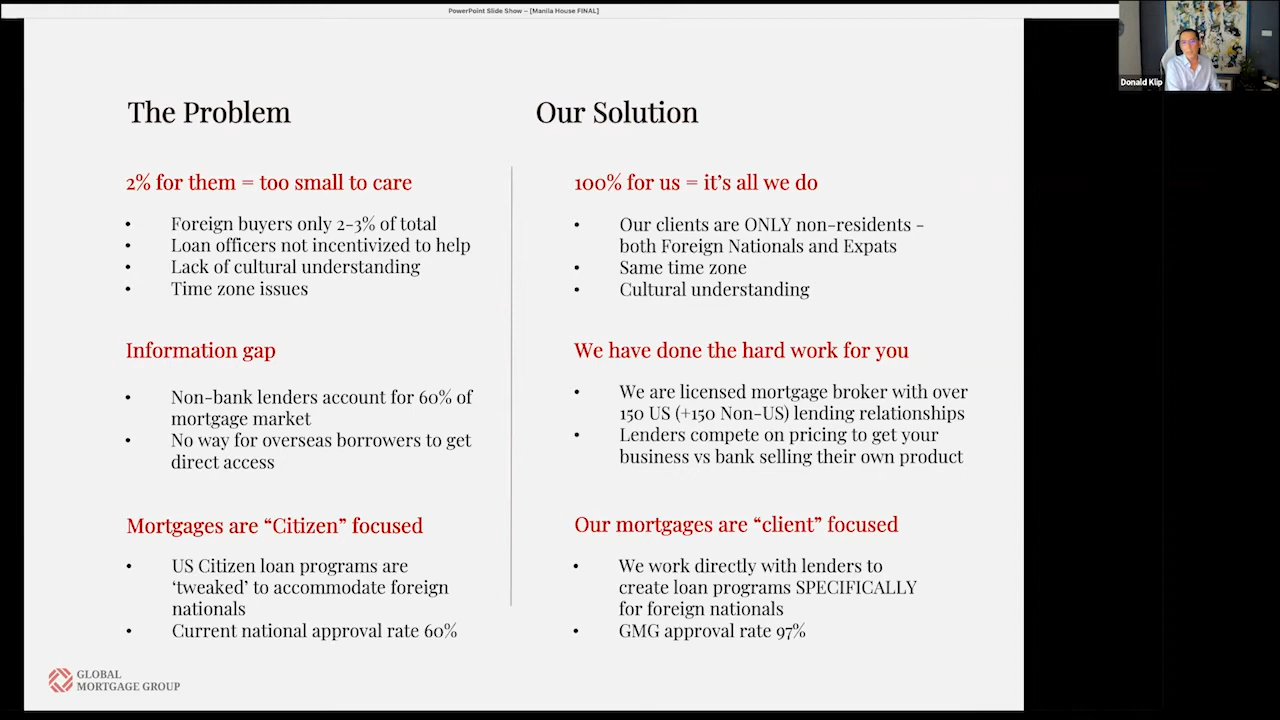 PowerPoint Slide Show – [Manila House FINAL]
Donald Klip
The Problem
2% for them = too small to care
• Foreign buyers only 2-3% of total
• Loan officers not incentivized to help
• Lack of cultural understanding
• Time zone issues
Information gap
• Non-bank lenders account for 60% of
mortgage market
• No way for overseas borrowers to get
direct access
Mortgages are “Citizen” focused
• US Citizen loan programs are
‘tweaked’ to accommodate foreign
nationals
• Current national approval rate 60%
Our Solution
100% for us = it’s all we do
• Our clients are ONLY non-residents -
both Foreign Nationals and Expats
• Same time zone
• Cultural understanding
We have done the hard work for you
• We are licensed mortgage broker with over
150 US (+150 Non-US) lending relationships
• Lenders compete on pricing to get your
business vs bank selling their own product
Our mortgages are “client” focused
• We work directly with lenders to
create loan programs SPECIFICALLY
for foreign nationals
• GMG approval rate 97%
GLOBAL
MORTGAGE GROUP